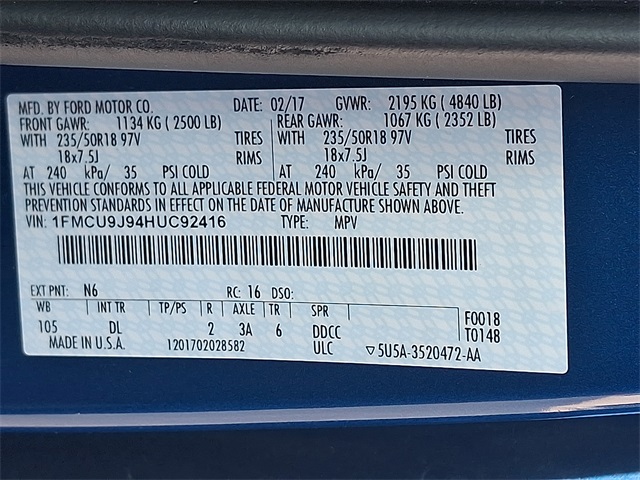 MFD. BY FORD MOTOR CO. DATE: 02/17 GVWR: 2195 KG ( 4840 LB)
FRONT GAWR: 1134 KG ( 2500 LB) REAR GAWR: 1067 KG ( 2352 LB)
WITH 235/50R18 97V TIRES WITH 235/50R18 97V TIRES
18x7.5J RIMS 18x7.5J RIMS
AT 240 kPa/ 35 PSI COLD AT 240 kPa/ 35 PSI COLD
THIS VEHICLE CONFORMS TO ALL APPLICABLE FEDERAL MOTOR VEHICLE SAFETY AND THEFT
PREVENTION STANDARDS IN EFFECT ON THE DATE OF MANUFACTURE SHOWN ABOVE.
VIN: 1FMCU9J94HUC92416 TYPE: MPV
EXT PNT: N6 RC: 16 DSO:
WB INT TR TP/PS R AXLE TR SPR F0018
105 DL 2 3A 6 DDCC T0148
MADE IN U.S.A. 1201702028582 ULC ▽5U5A-3520472-AA